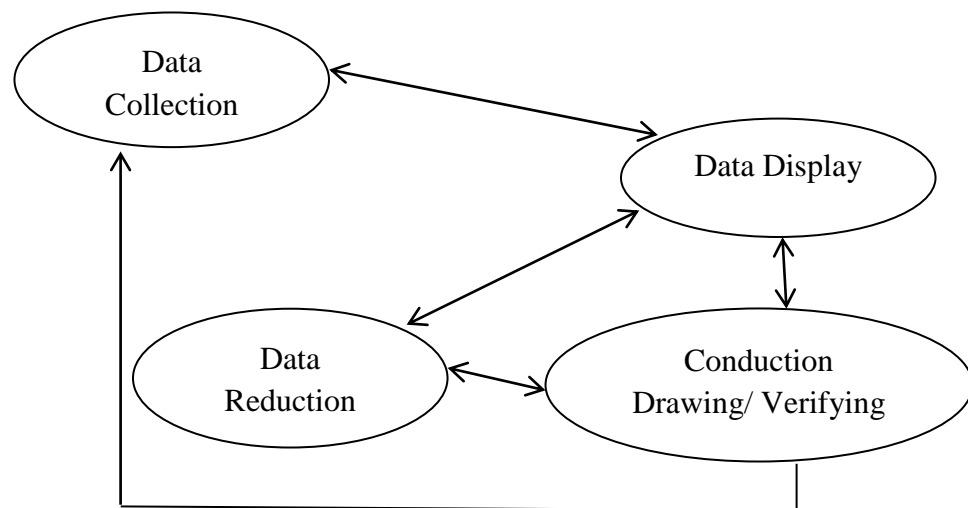 Data
Collection
Data Display
Data
Reduction
Conduction
Drawing/ Verifying